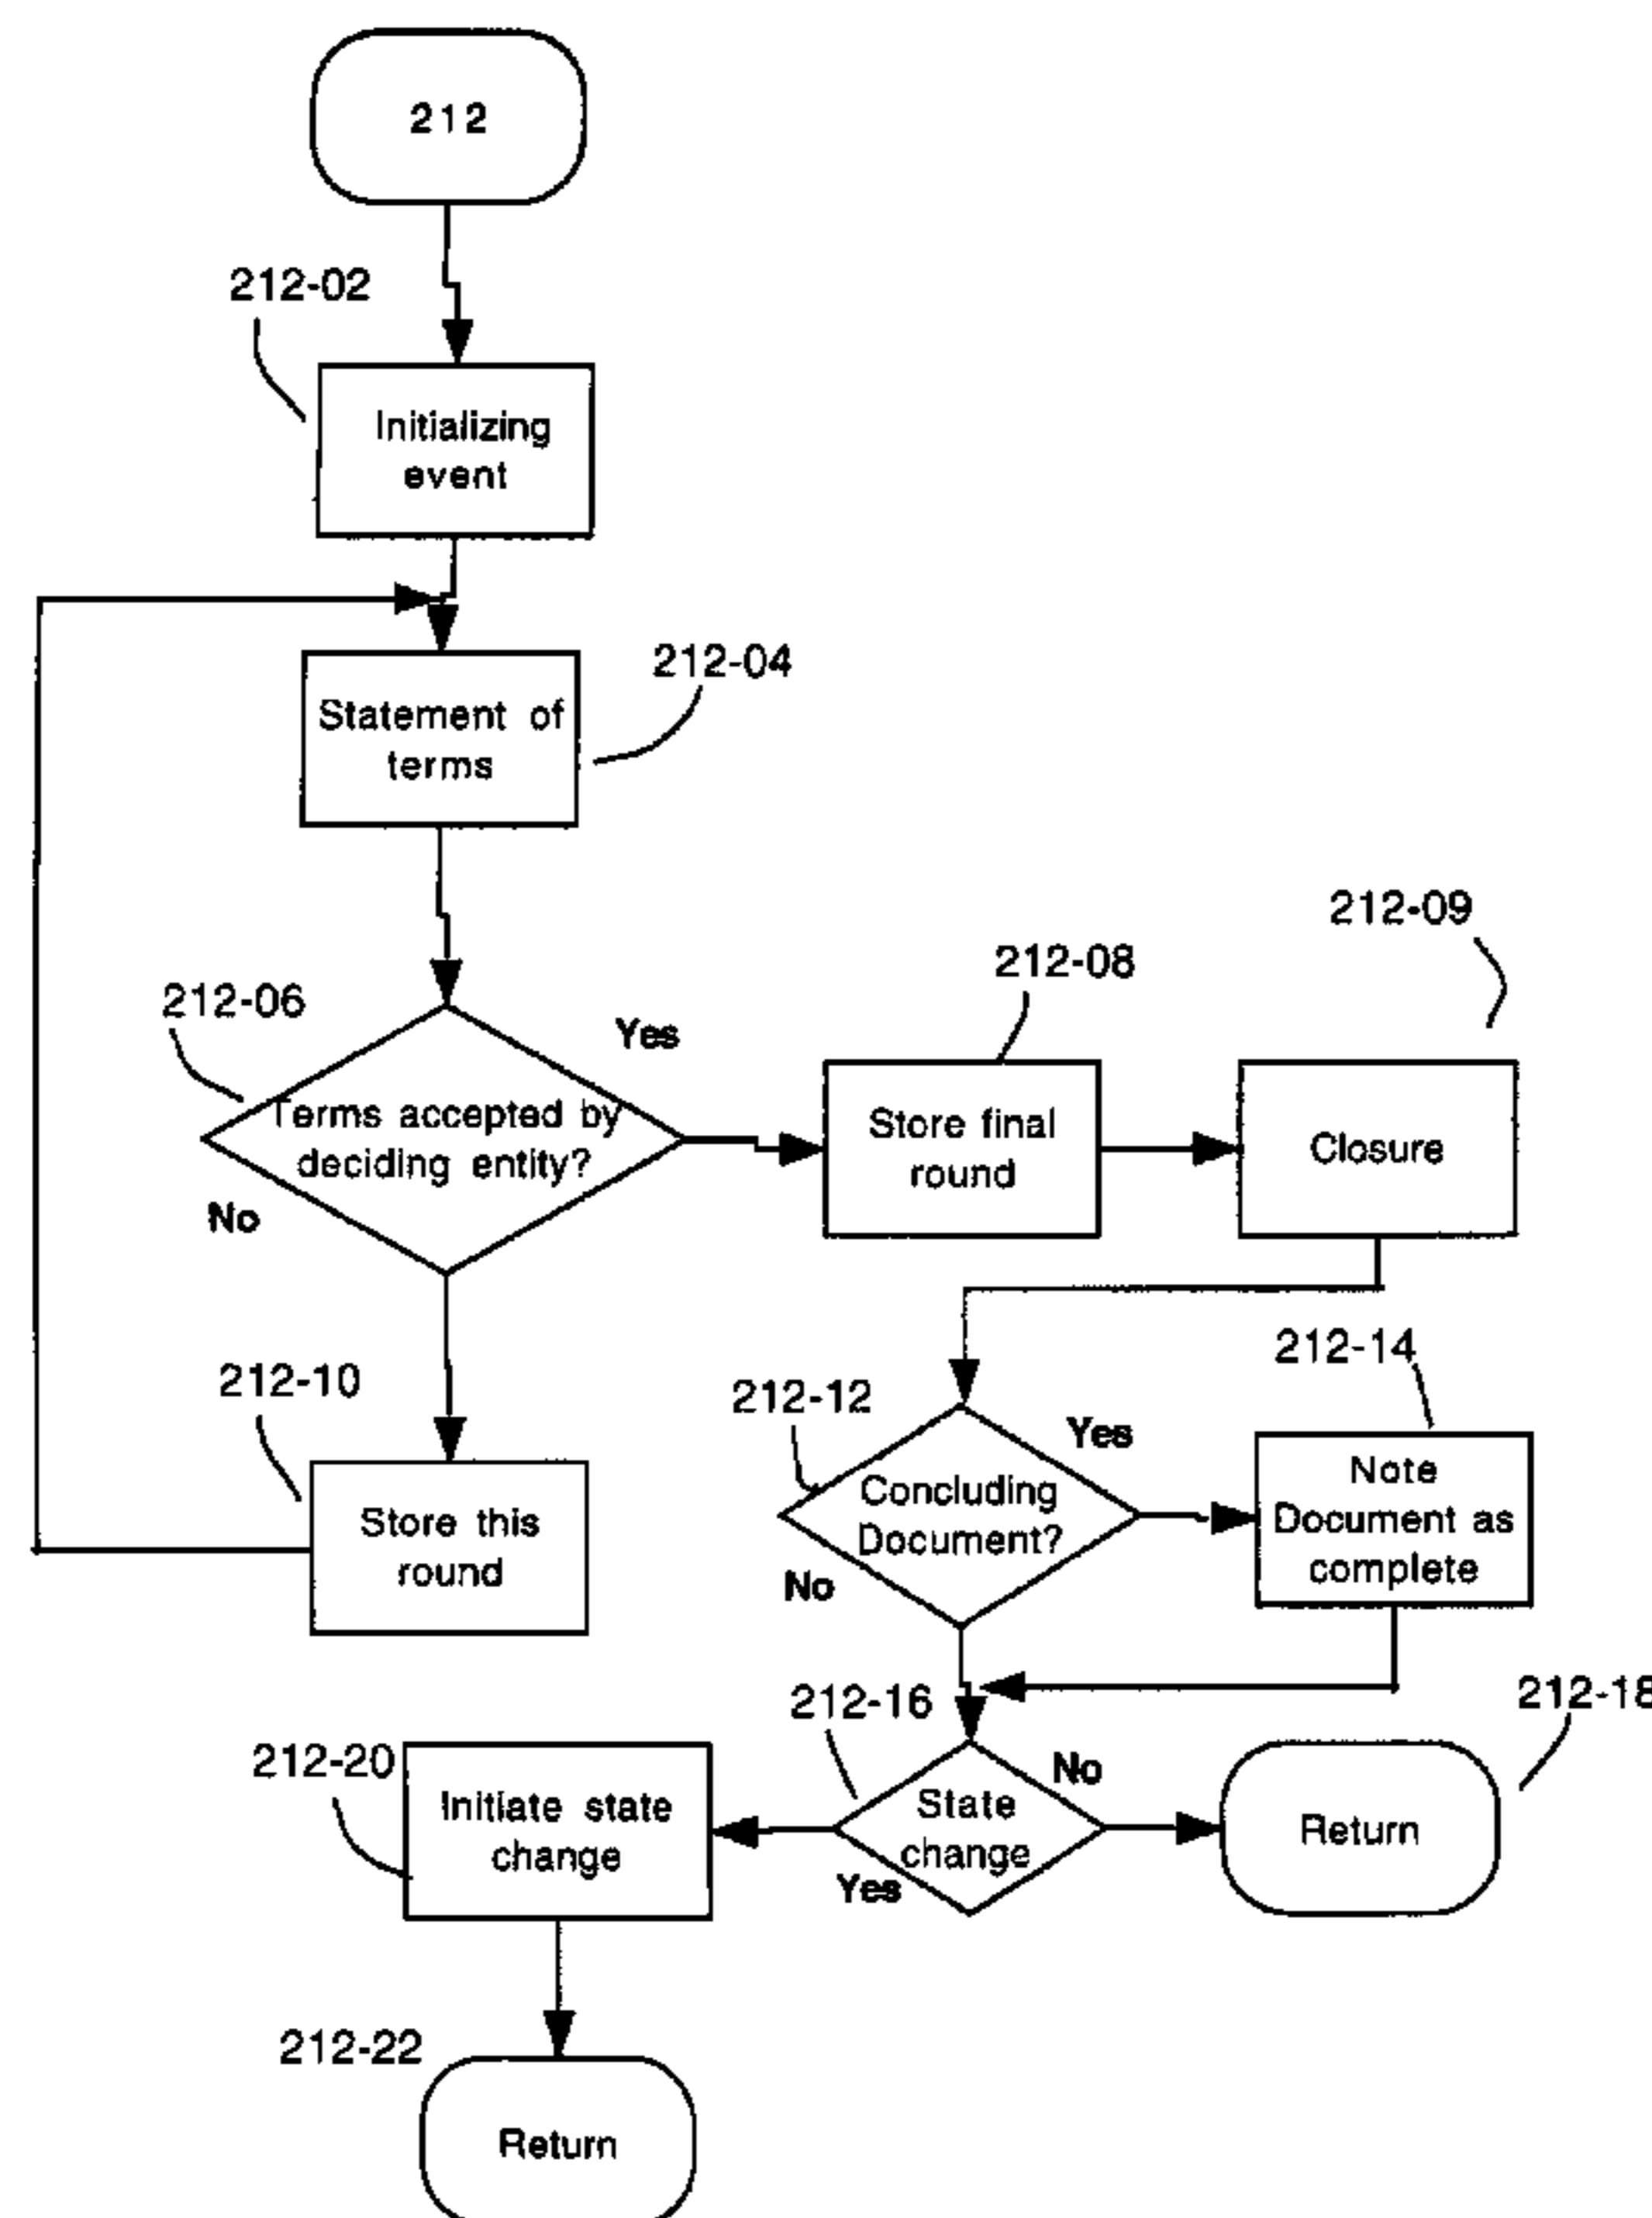 212
212-02
Initializing
event
212-04
Statement of
terms
212-06
Terms accepted by
deciding entity?
Yes
No
212-08
Store final
round
212-09
Closure
212-10
Store this
round
212-12
Concluding
Document?
Yes
No
212-14
Note
Document as
complete
212-16
State
change
No
Yes
212-18
Return
212-20
Initiate state
change
212-22
Return